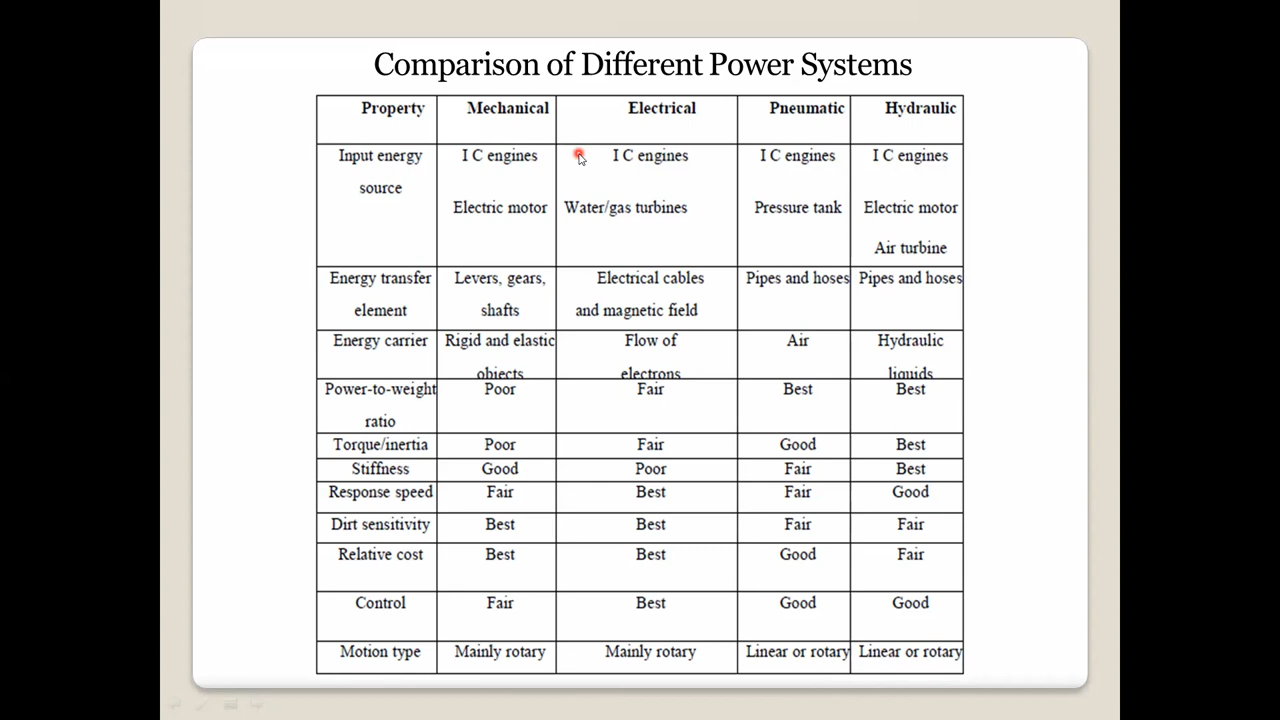 Comparison of Different Power Systems
Property Mechanical Electrical Pneumatic Hydraulic
Input energy source I C engines Electric motor I C engines Water/gas turbines I C engines Pressure tank I C engines Electric motor Air turbine
Energy transfer element Levers, gears, shafts Electrical cables and magnetic field Pipes and hoses Pipes and hoses
Energy carrier Rigid and elastic objects Flow of electrons Air Hydraulic liquids
Power-to-weight ratio Poor Fair Best Best
Torque/inertia Poor Fair Good Best
Stiffness Good Poor Fair Best
Response speed Fair Best Fair Good
Dirt sensitivity Best Best Fair Fair
Relative cost Best Best Good Fair
Control Fair Best Good Good
Motion type Mainly rotary Mainly rotary Linear or rotary Linear or rotary